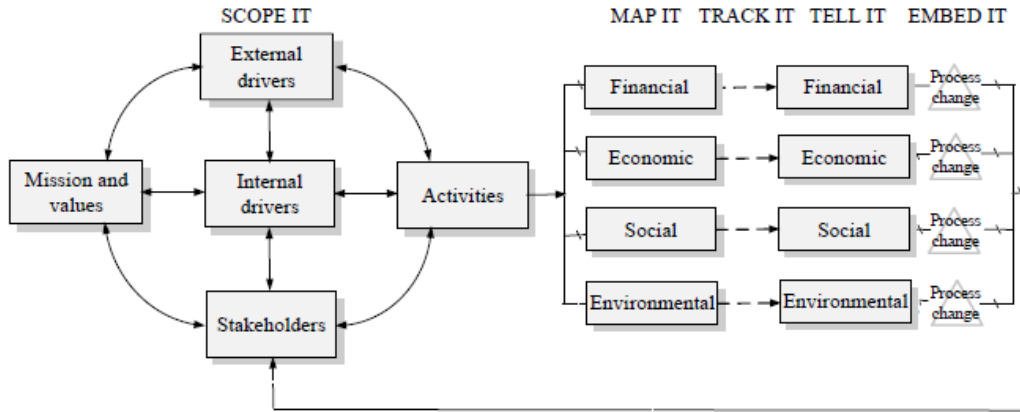 SCOPE IT
MAP IT TRACK IT TELL IT EMBED IT
External
drivers
Mission and
values
Internal
drivers
Activities
Stakeholders
Financial
Financial
Process
change
Economic
Economic
Process
change
Social
Social
Process
change
Environmental
Environmental
Process
change